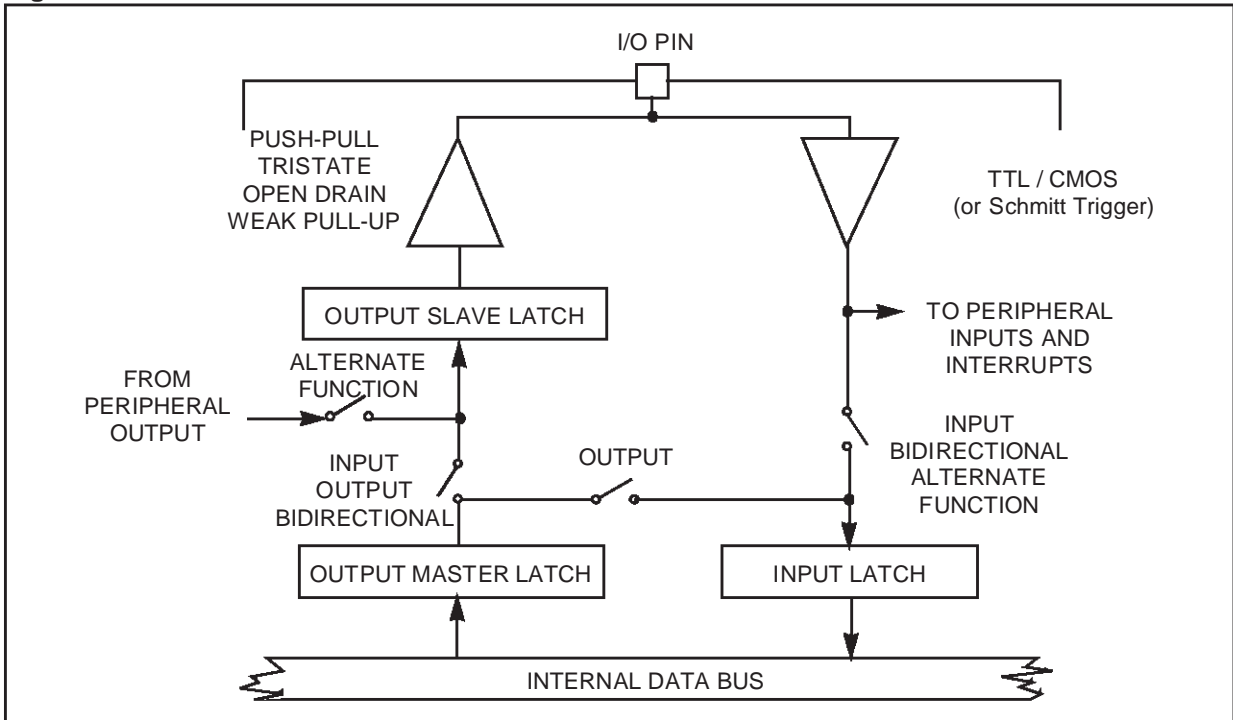 I/O PIN
PUSH-PULL
TRISTATE
OPEN DRAIN
WEAK PULL-UP
TTL / CMOS
(or Schmitt Trigger)
OUTPUT SLAVE LATCH
TO PERIPHERAL
INPUTS AND
INTERRUPTS
ALTERNATE
FUNCTION
FROM
PERIPHERAL
OUTPUT
INPUT
OUTPUT
BIDIRECTIONAL
OUTPUT
INPUT
BIDIRECTIONAL
ALTERNATE
FUNCTION
OUTPUT MASTER LATCH
INPUT LATCH
INTERNAL DATA BUS